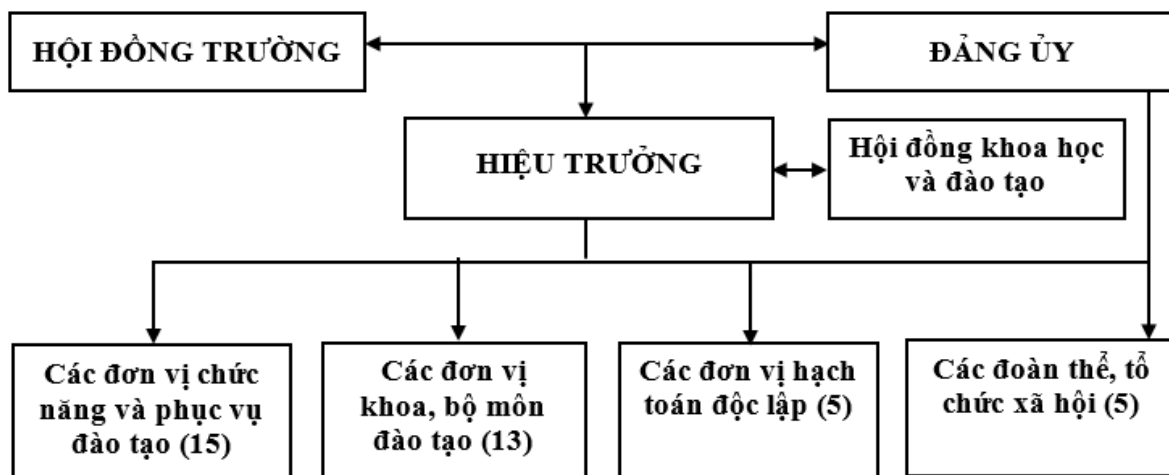 HỘI ĐỒNG TRƯỜNG
ĐẢNG ỦY
HIỆU TRƯỞNG
Hội đồng khoa học
và đào tạo
Các đơn vị chức
năng và phục vụ
đào tạo (15)
Các đơn vị
khoa, bộ môn
đào tạo (13)
Các đơn vị hạch
toán độc lập (5)
Các đoàn thể, tổ
chức xã hội (5)